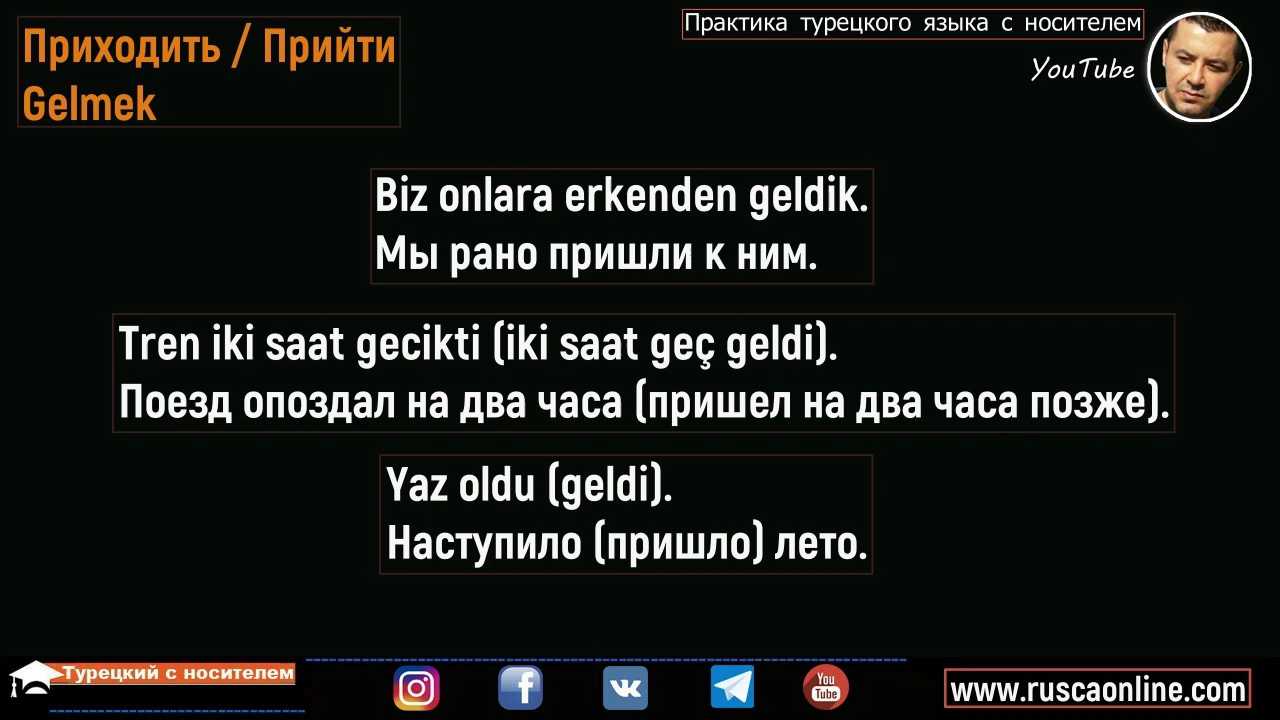 Приходить / Прийти
Gelmek
Практика турецкого языка с носителем
YouTube
Biz onlara erkenden geldik.
Мы рано пришли к ним.
Tren iki saat gecikti (iki saat geç geldi).
Поезд опоздал на два часа (пришел на два часа позже).
Yaz oldu (geldi).
Наступило (пришло) лето.
Турецкий с носителем
You
Tube
www.ruscaonline.com